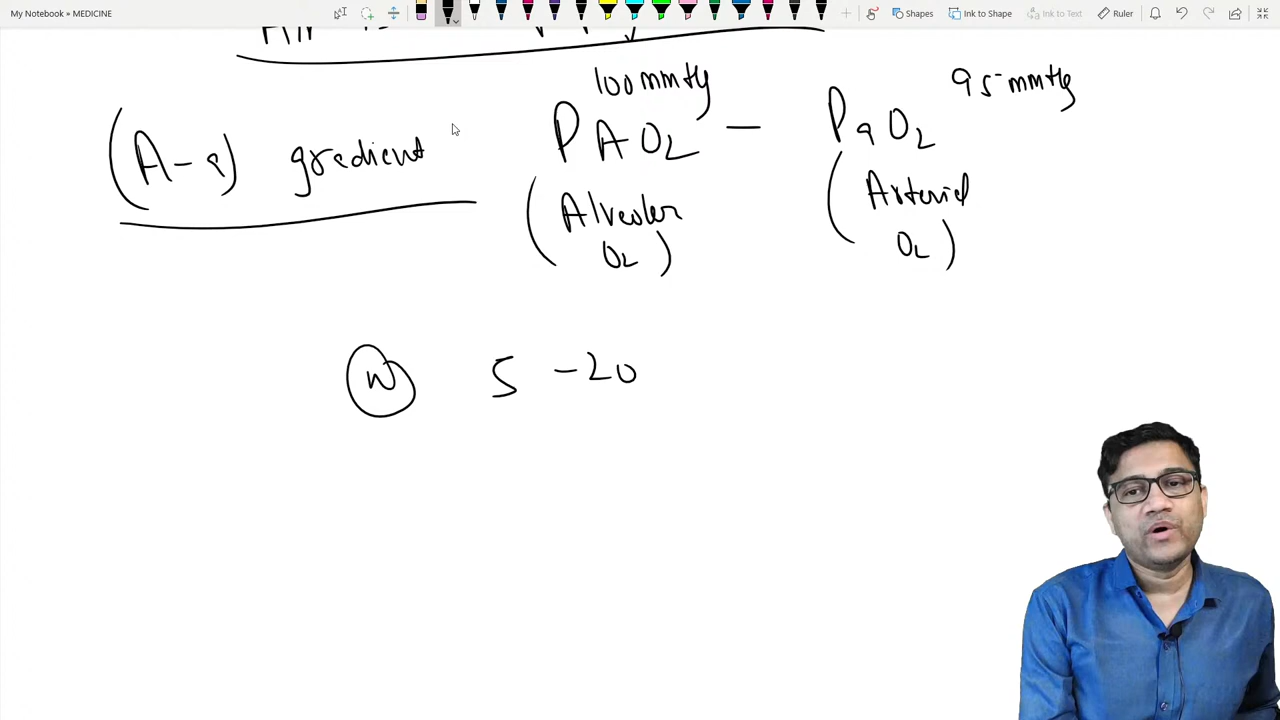 My Notebook » MEDICINE
Shapes Ink to Shape Ink to Text Ruler
100 mmHg 95 mmHg
(A-a) gradient PAO2 — PaO2
(Alveolar O2) (Arterial O2)
N 5 - 20